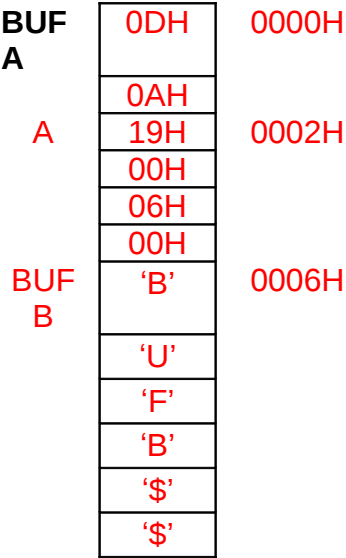 BUF 0DH 0000H
A
0AH
A 19H 0002H
00H
06H
00H
BUF ‘B’ 0006H
B
‘U’
‘F’
‘B’
‘$’
‘$’